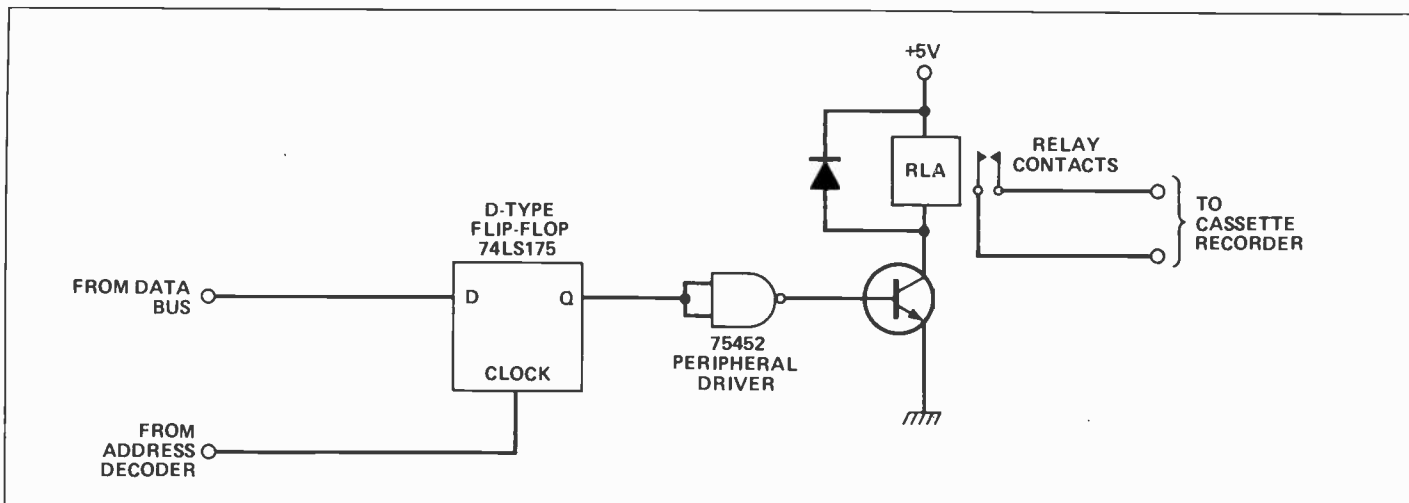 +5V
RLA
RELAY
CONTACTS
TO
CASSETTE
RECORDER
D-TYPE
FLIP-FLOP
74LS175
FROM DATA
BUS
D
Q
CLOCK
75452
PERIPHERAL
DRIVER
FROM
ADDRESS
DECODER